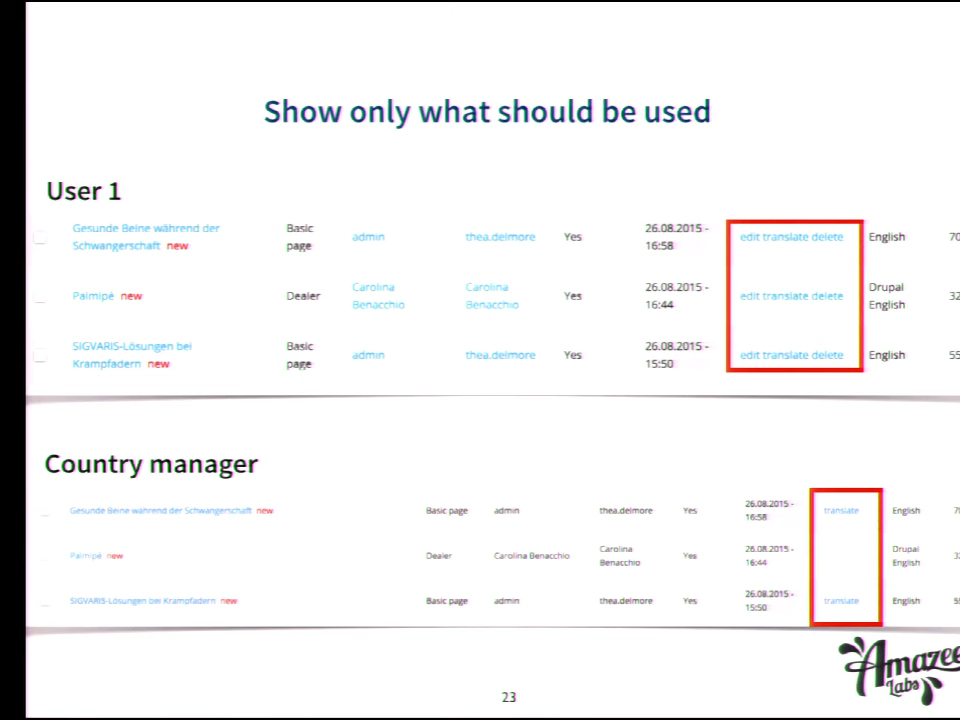 Show only what should be used
User 1
Gesunde Beine während der Schwangerschaft new Basic page admin thea.delmore Yes 26.08.2015 - 16:58 edit translate delete English 70
Palmipé new Dealer Carolina Benacchio Carolina Benacchio Yes 26.08.2015 - 16:44 edit translate delete Drupal English 32
SIGVARIS-Lösungen bei Krampfadern new Basic page admin thea.delmore Yes 26.08.2015 - 15:50 edit translate delete English 55
Country manager
Gesunde Beine während der Schwangerschaft new Basic page admin thea.delmore Yes 26.08.2015 - 16:58 translate English
Palmipé new Dealer Carolina Benacchio Carolina Benacchio Yes 26.08.2015 - 16:44 Drupal English
SIGVARIS-Lösungen bei Krampfadern new Basic page admin thea.delmore Yes 26.08.2015 - 15:50 translate English
Amazee
Labs
23